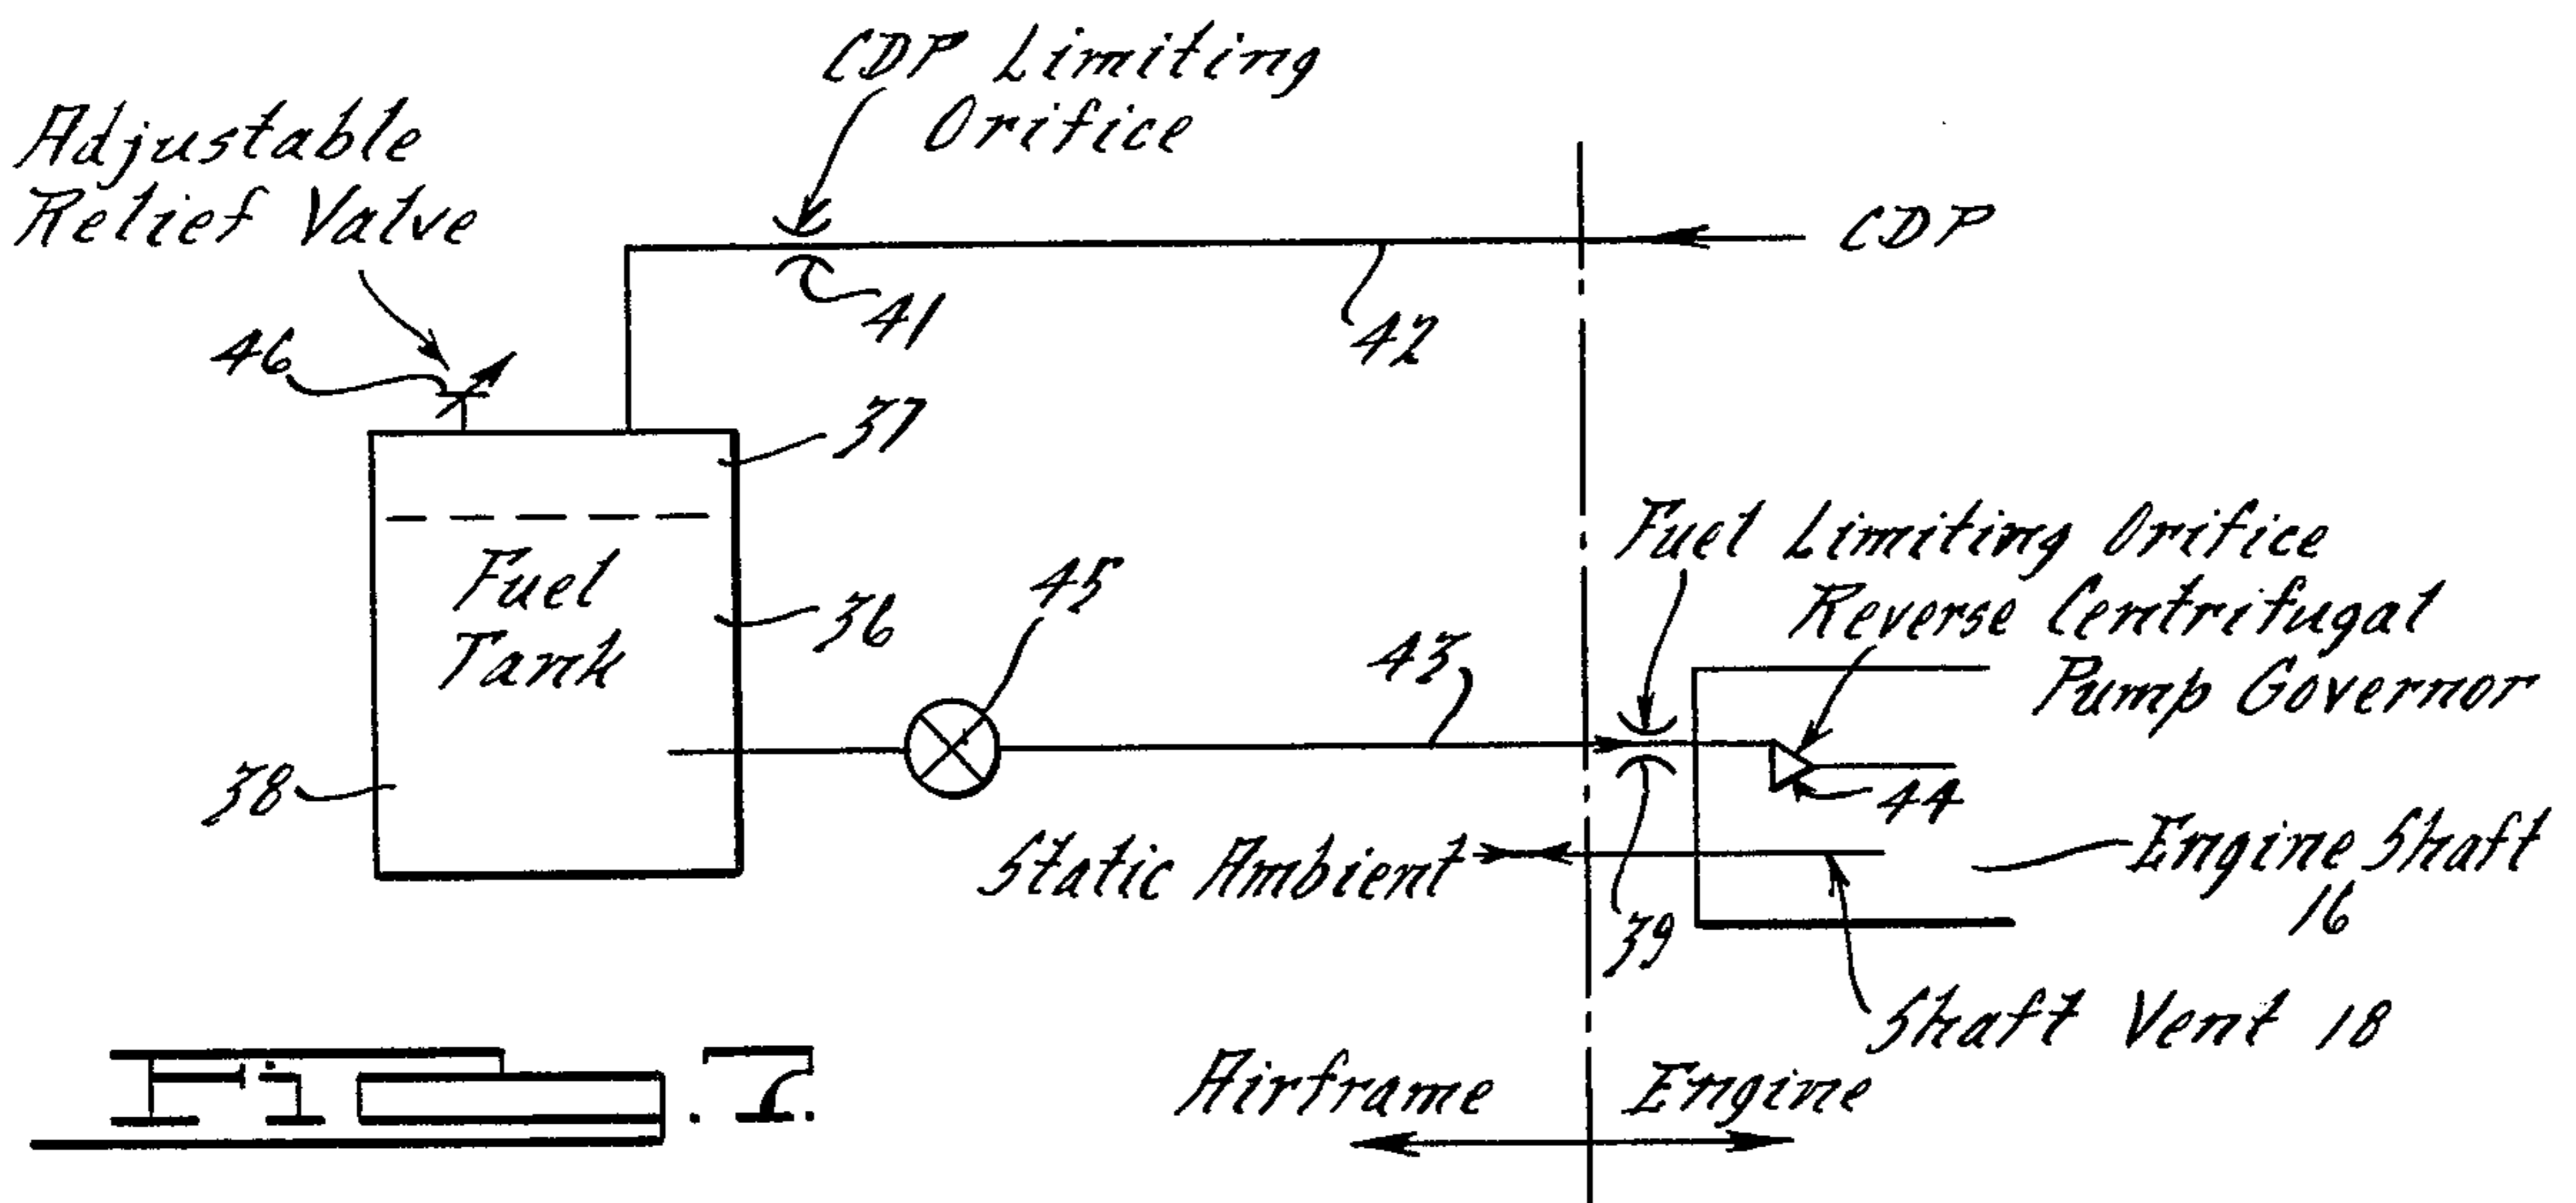 CDP Limiting
Orifice
Adjustable
Relief Valve
CDP
41
42
46
37
Fuel Limiting Orifice
Reverse Centrifugal
Pump Governor
Fuel
Tank
45
36
43
38
44
Static Ambient
Engine Shaft
16
39
Shaft Vent 18
Airframe
Engine
Fig. 7.